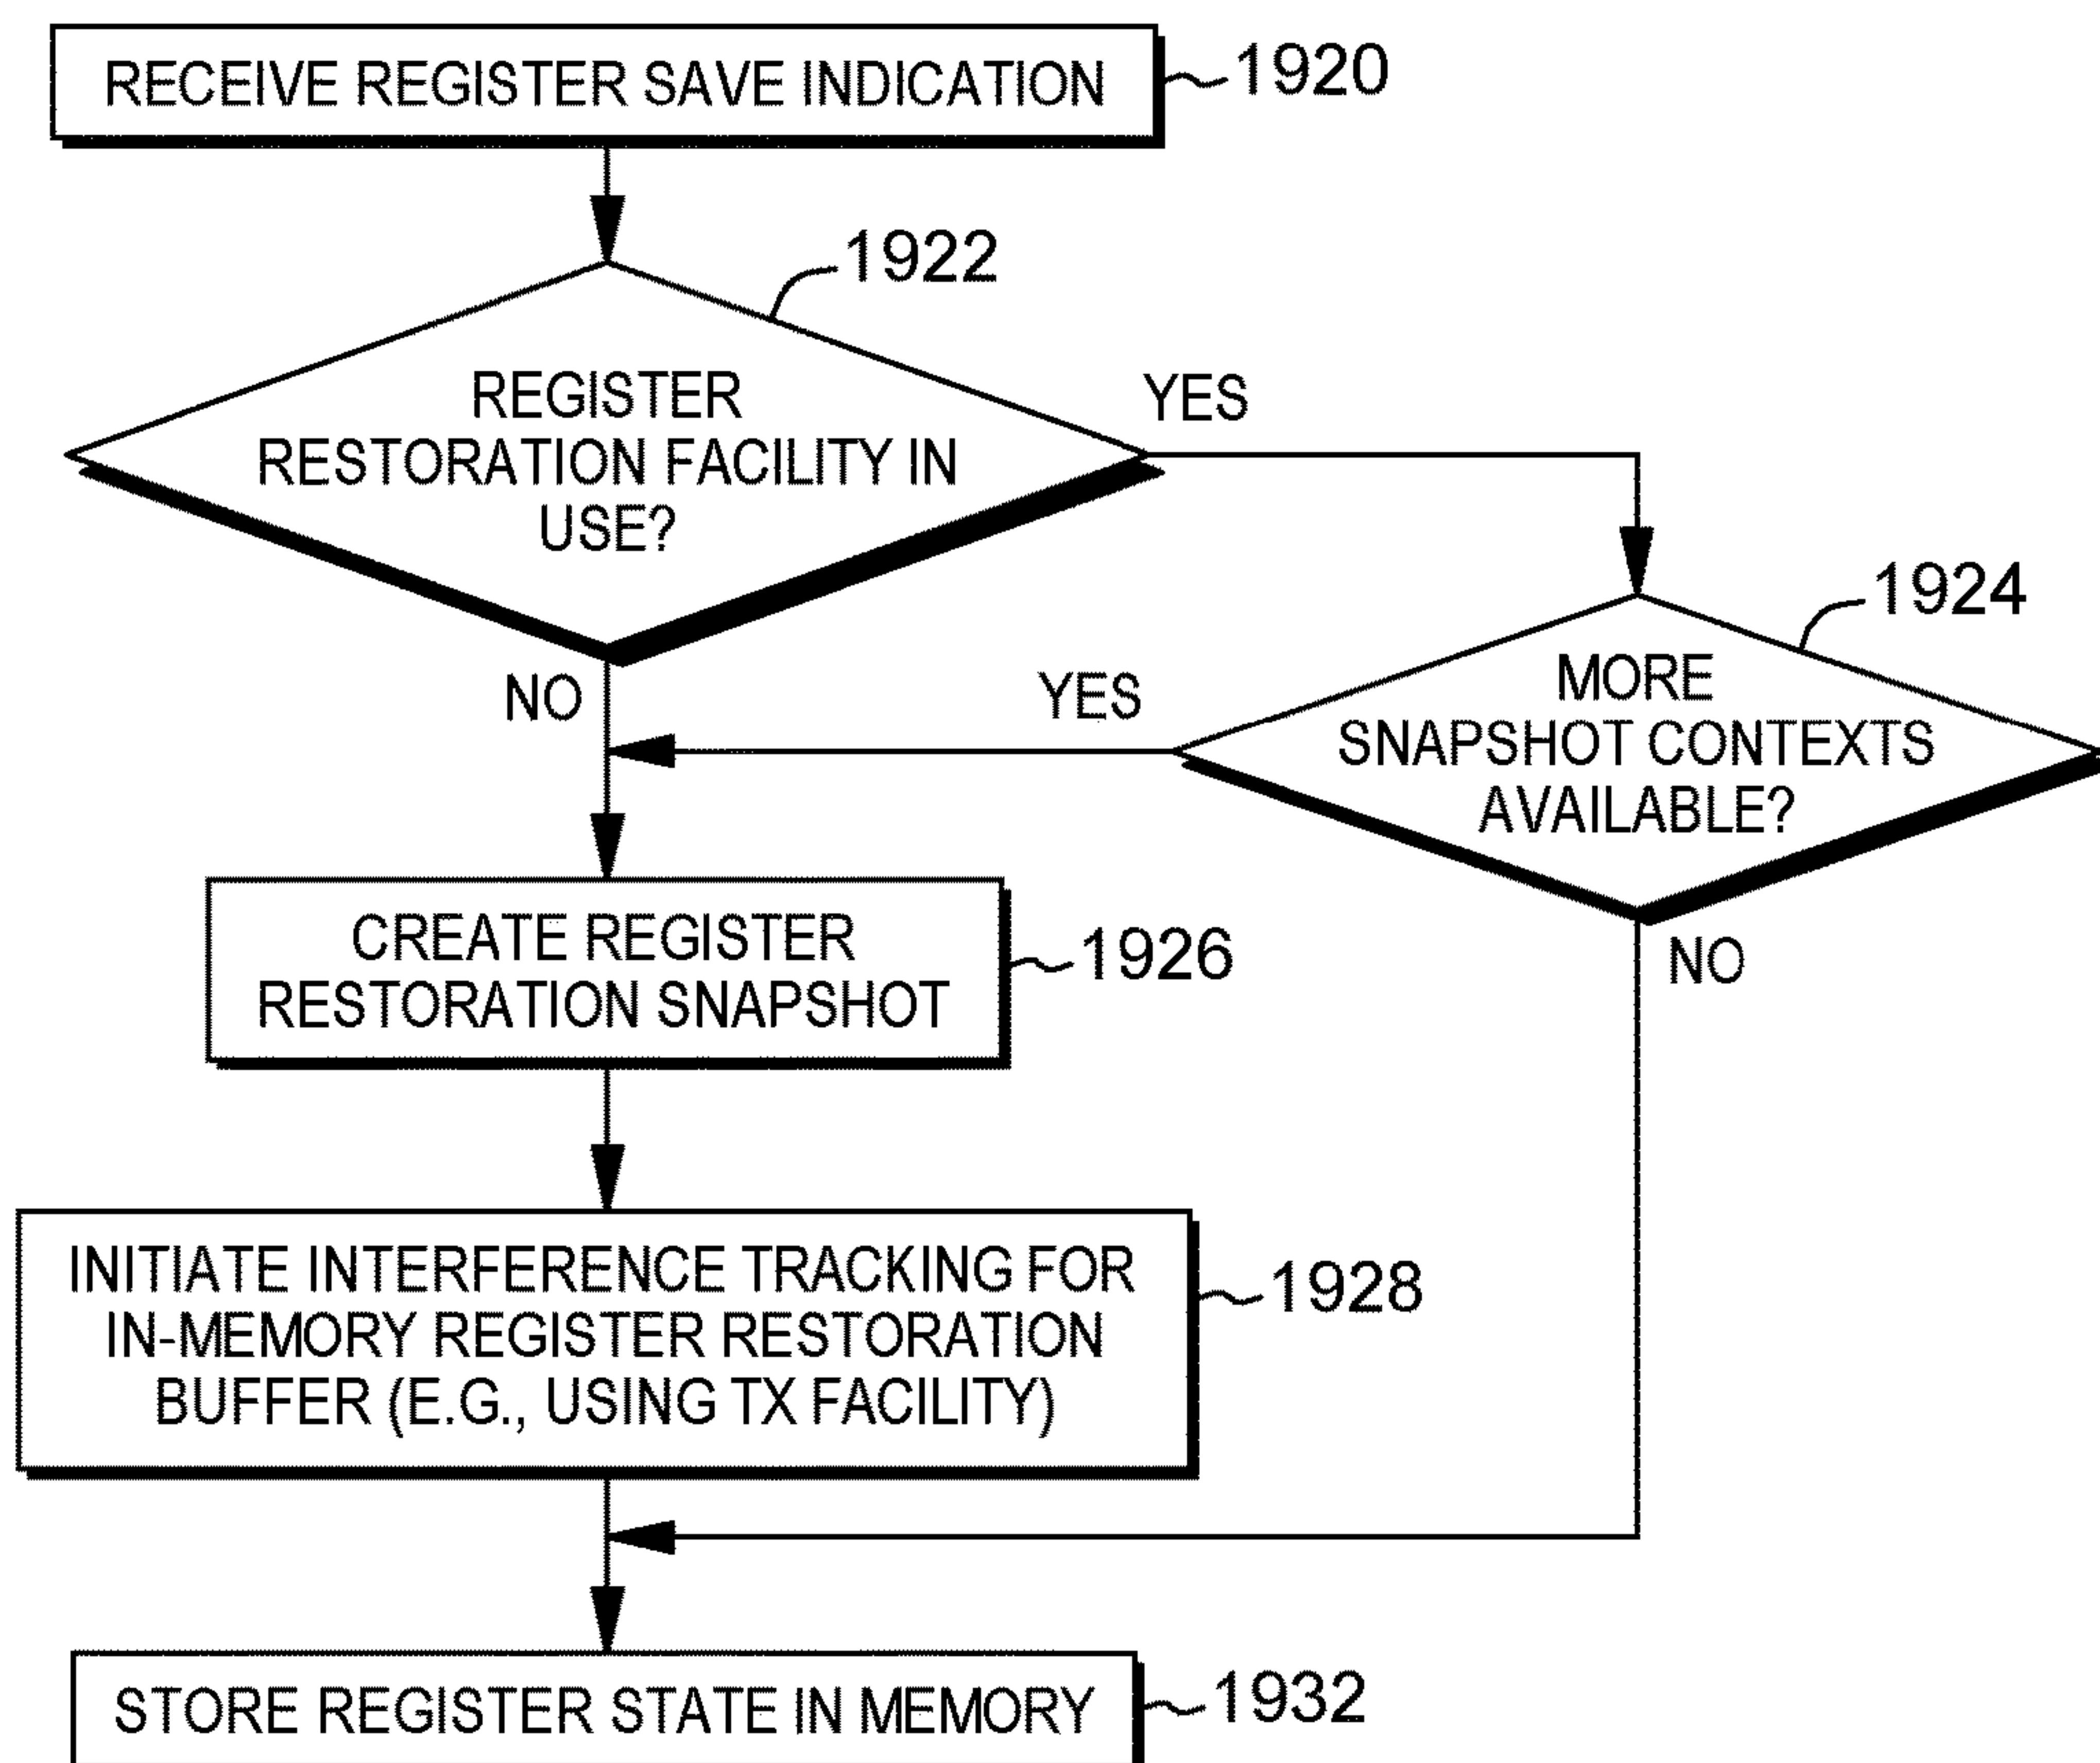 RECEIVE REGISTER SAVE INDICATION
1920
1922
REGISTER
RESTORATION FACILITY IN
USE?
YES
NO
1924
MORE
SNAPSHOT CONTEXTS
AVAILABLE?
YES
NO
CREATE REGISTER
RESTORATION SNAPSHOT
1926
INITIATE INTERFERENCE TRACKING FOR
IN-MEMORY REGISTER RESTORATION
BUFFER (E.G., USING TX FACILITY)
1928
STORE REGISTER STATE IN MEMORY
1932